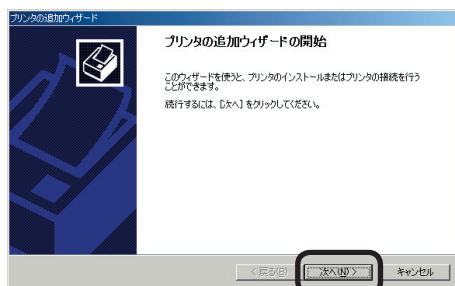 プリンタの追加ウィザード
プリンタの追加ウィザードの開始
このウィザードを使うと、プリンタのインストールまたはプリンタの接続を行う
ことができます。
続行するには、[次へ] をクリックしてください。
< 戻る(B)
次へ(N) >
キャンセル